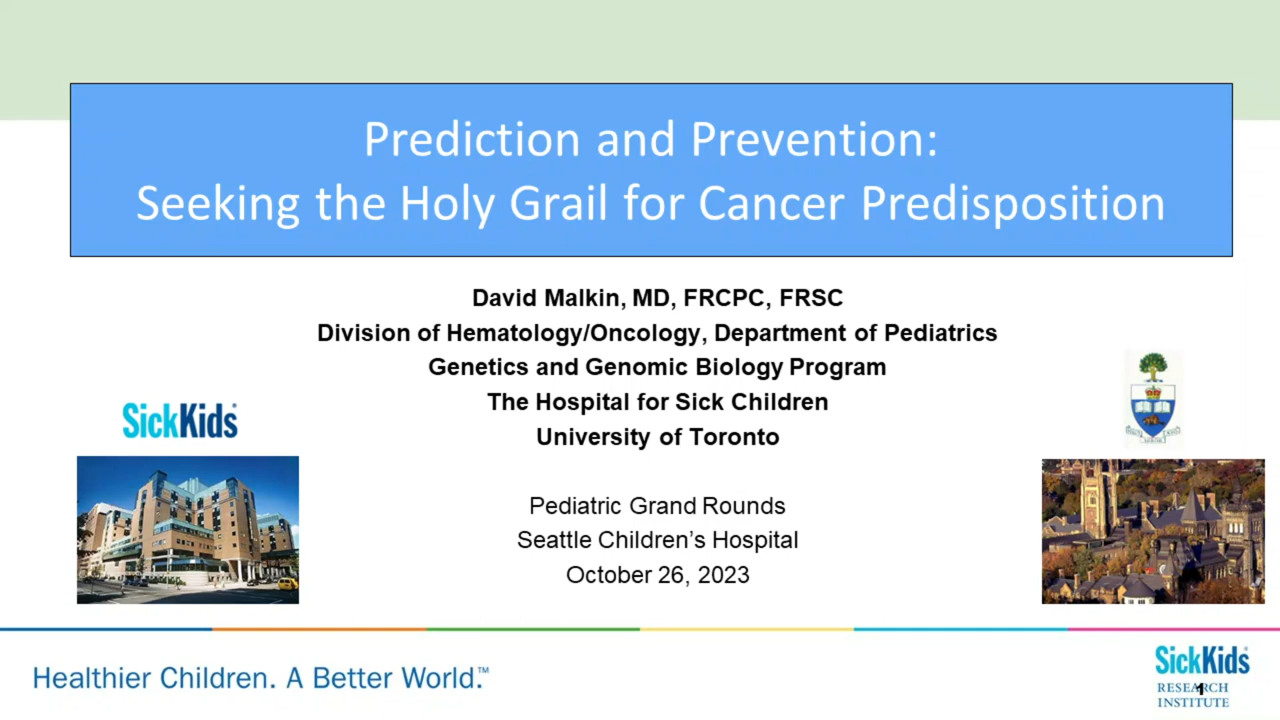 Prediction and Prevention:
Seeking the Holy Grail for Cancer Predisposition
David Malkin, MD, FRCPC, FRSC
Division of Hematology/Oncology, Department of Pediatrics
Genetics and Genomic Biology Program
The Hospital for Sick Children
University of Toronto
SickKids®
Pediatric Grand Rounds
Seattle Children’s Hospital
October 26, 2023
Healthier Children. A Better World.™
SickKids®
RESEARCH
INSTITUTE
1